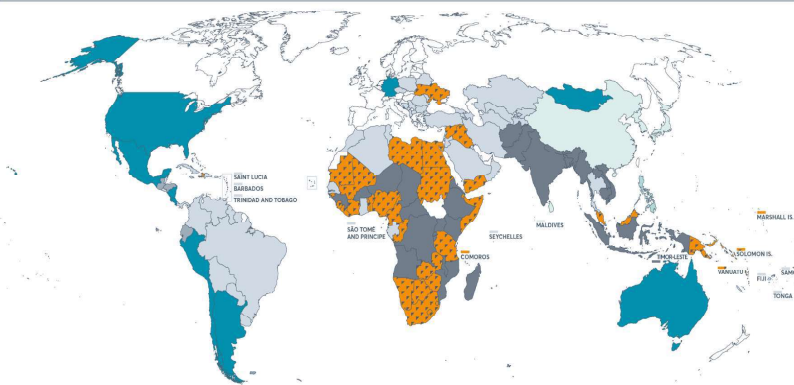 SAINT LUCIA
BARBADOS
TRINIDAD AND TOBAGO
SÃO TOMÉ
AND PRINCIPE
COMOROS
SEYCHELLES
MALDIVES
TIMOR-LESTE
MARSHALL IS.
SOLOMON IS.
VANUATU
FIJI
SAM
TONGA